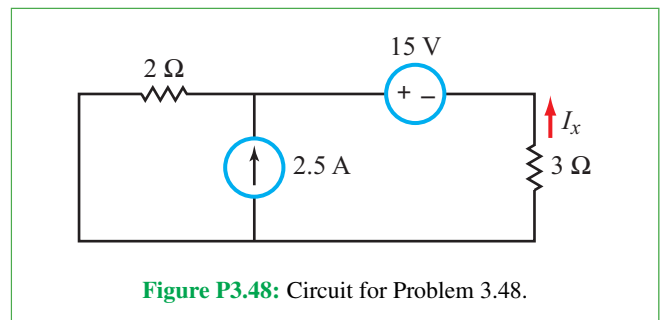 15 V
2 Ω
+ −
I_x
2.5 A
3 Ω
Figure P3.48: Circuit for Problem 3.48.